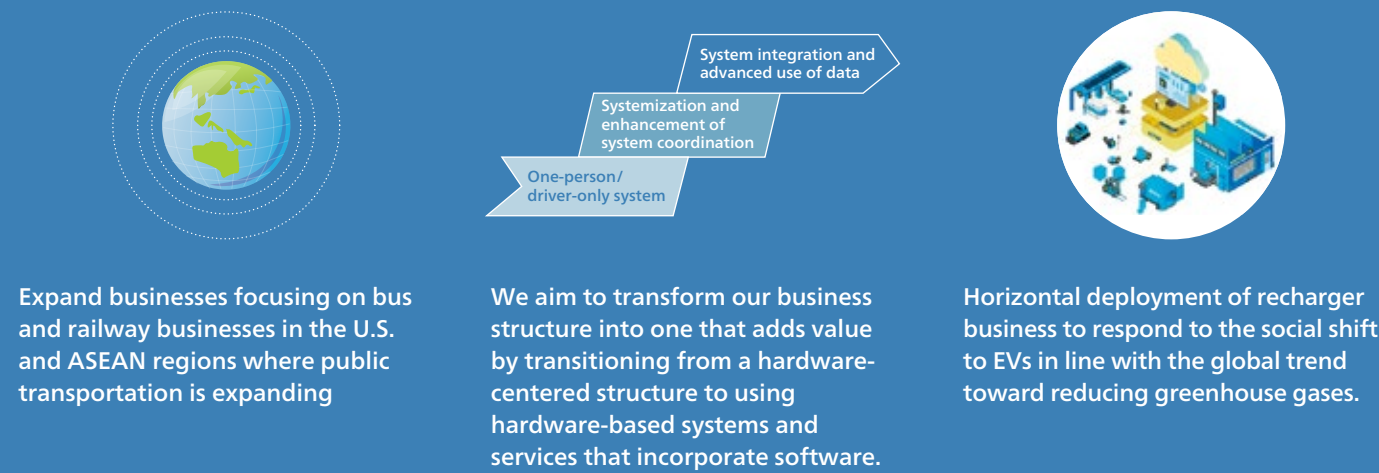 System integration and
advanced use of data
Systemization and
enhancement of
system coordination
One-person/
driver-only system
Expand businesses focusing on bus
and railway businesses in the U.S.
and ASEAN regions where public
transportation is expanding
We aim to transform our business
structure into one that adds value
by transitioning from a hardware-
centered structure to using
hardware-based systems and
services that incorporate software.
Horizontal deployment of recharger
business to respond to the social shift
to EVs in line with the global trend
toward reducing greenhouse gases.